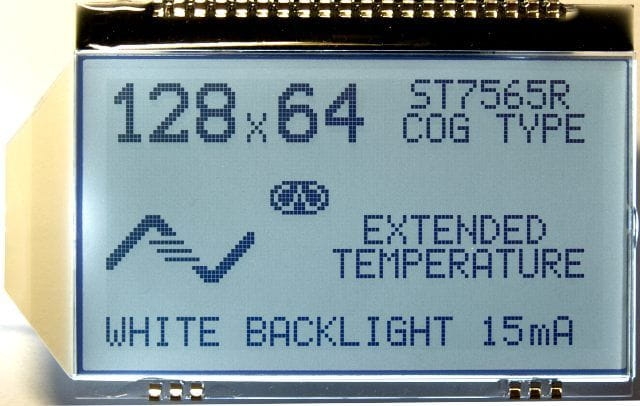 128x64 ST7565R
COG TYPE
EXTENDED
TEMPERATURE
WHITE BACKLIGHT 15mA